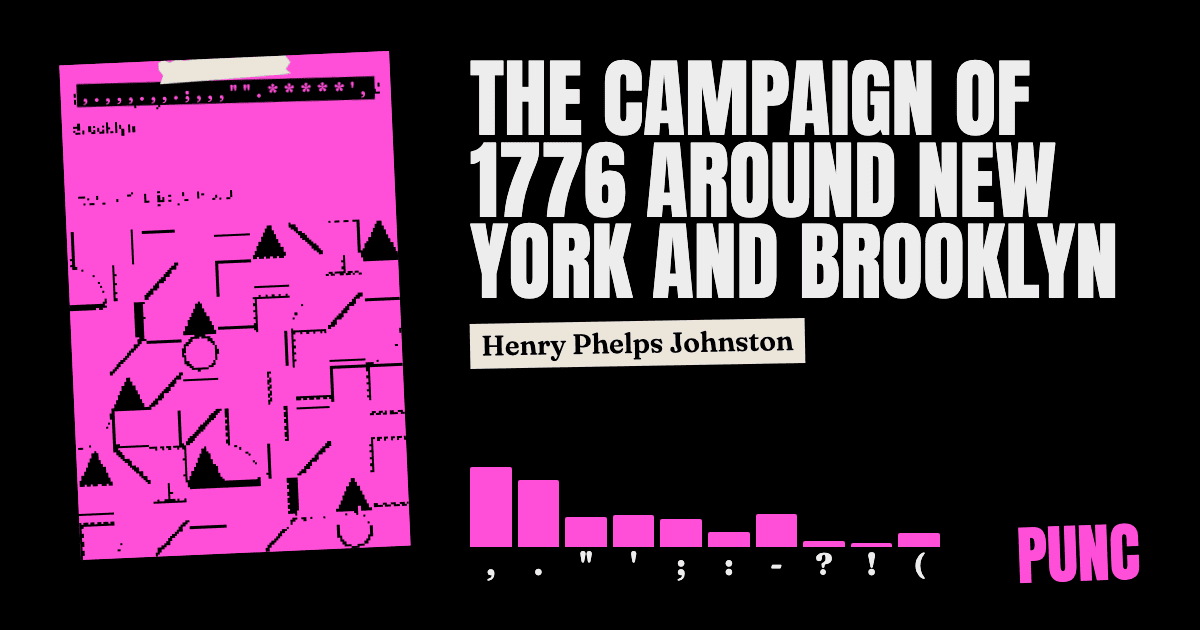 ,.,,,.,,.;,,,"".*****',
THE CAMPAIGN OF
1776 AROUND NEW
YORK AND BROOKLYN
Henry Phelps Johnston
, . " ' ; : - ? ! (
PUNC